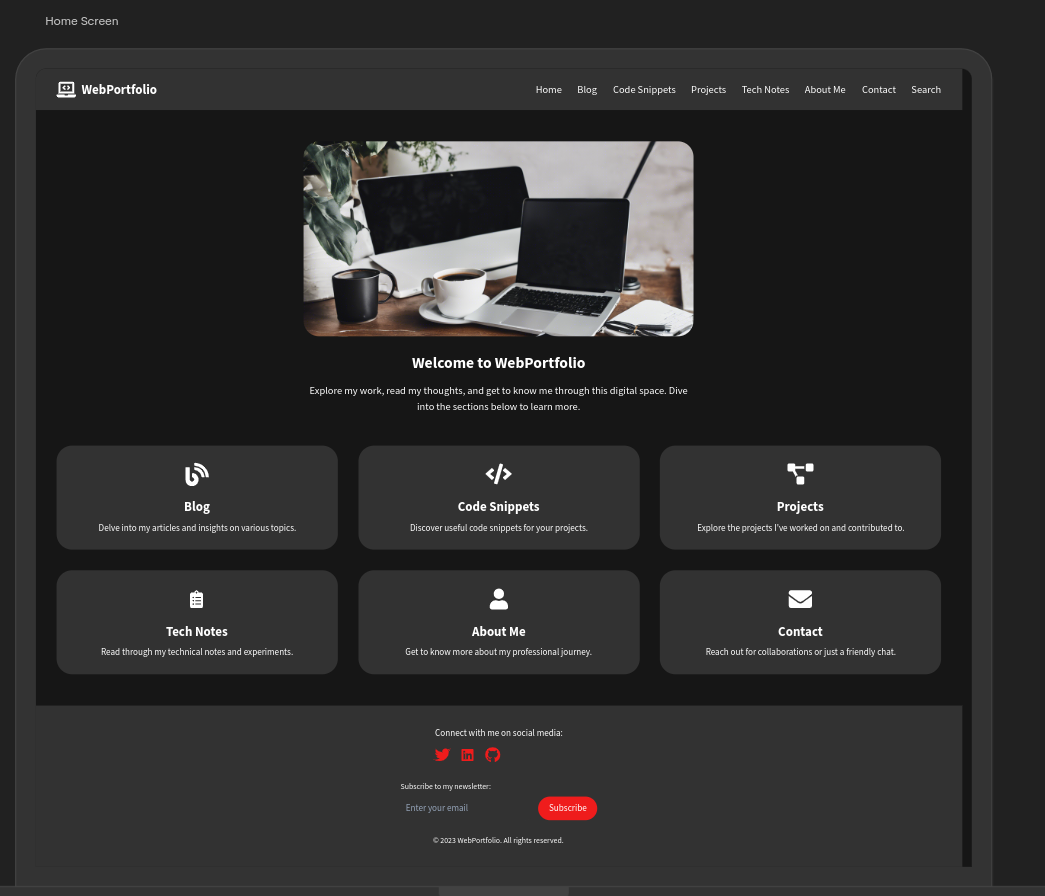 Home Screen
WebPortfolio
Home Blog Code Snippets Projects Tech Notes About Me Contact Search
Welcome to WebPortfolio
Explore my work, read my thoughts, and get to know me through this digital space. Dive
into the sections below to learn more.
Blog
Delve into my articles and insights on various topics.
Code Snippets
Discover useful code snippets for your projects.
Projects
Explore the projects I've worked on and contributed to.
Tech Notes
Read through my technical notes and experiments.
About Me
Get to know more about my professional journey.
Contact
Reach out for collaborations or just a friendly chat.
Connect with me on social media:
Subscribe to my newsletter:
Enter your email
Subscribe
© 2023 WebPortfolio. All rights reserved.